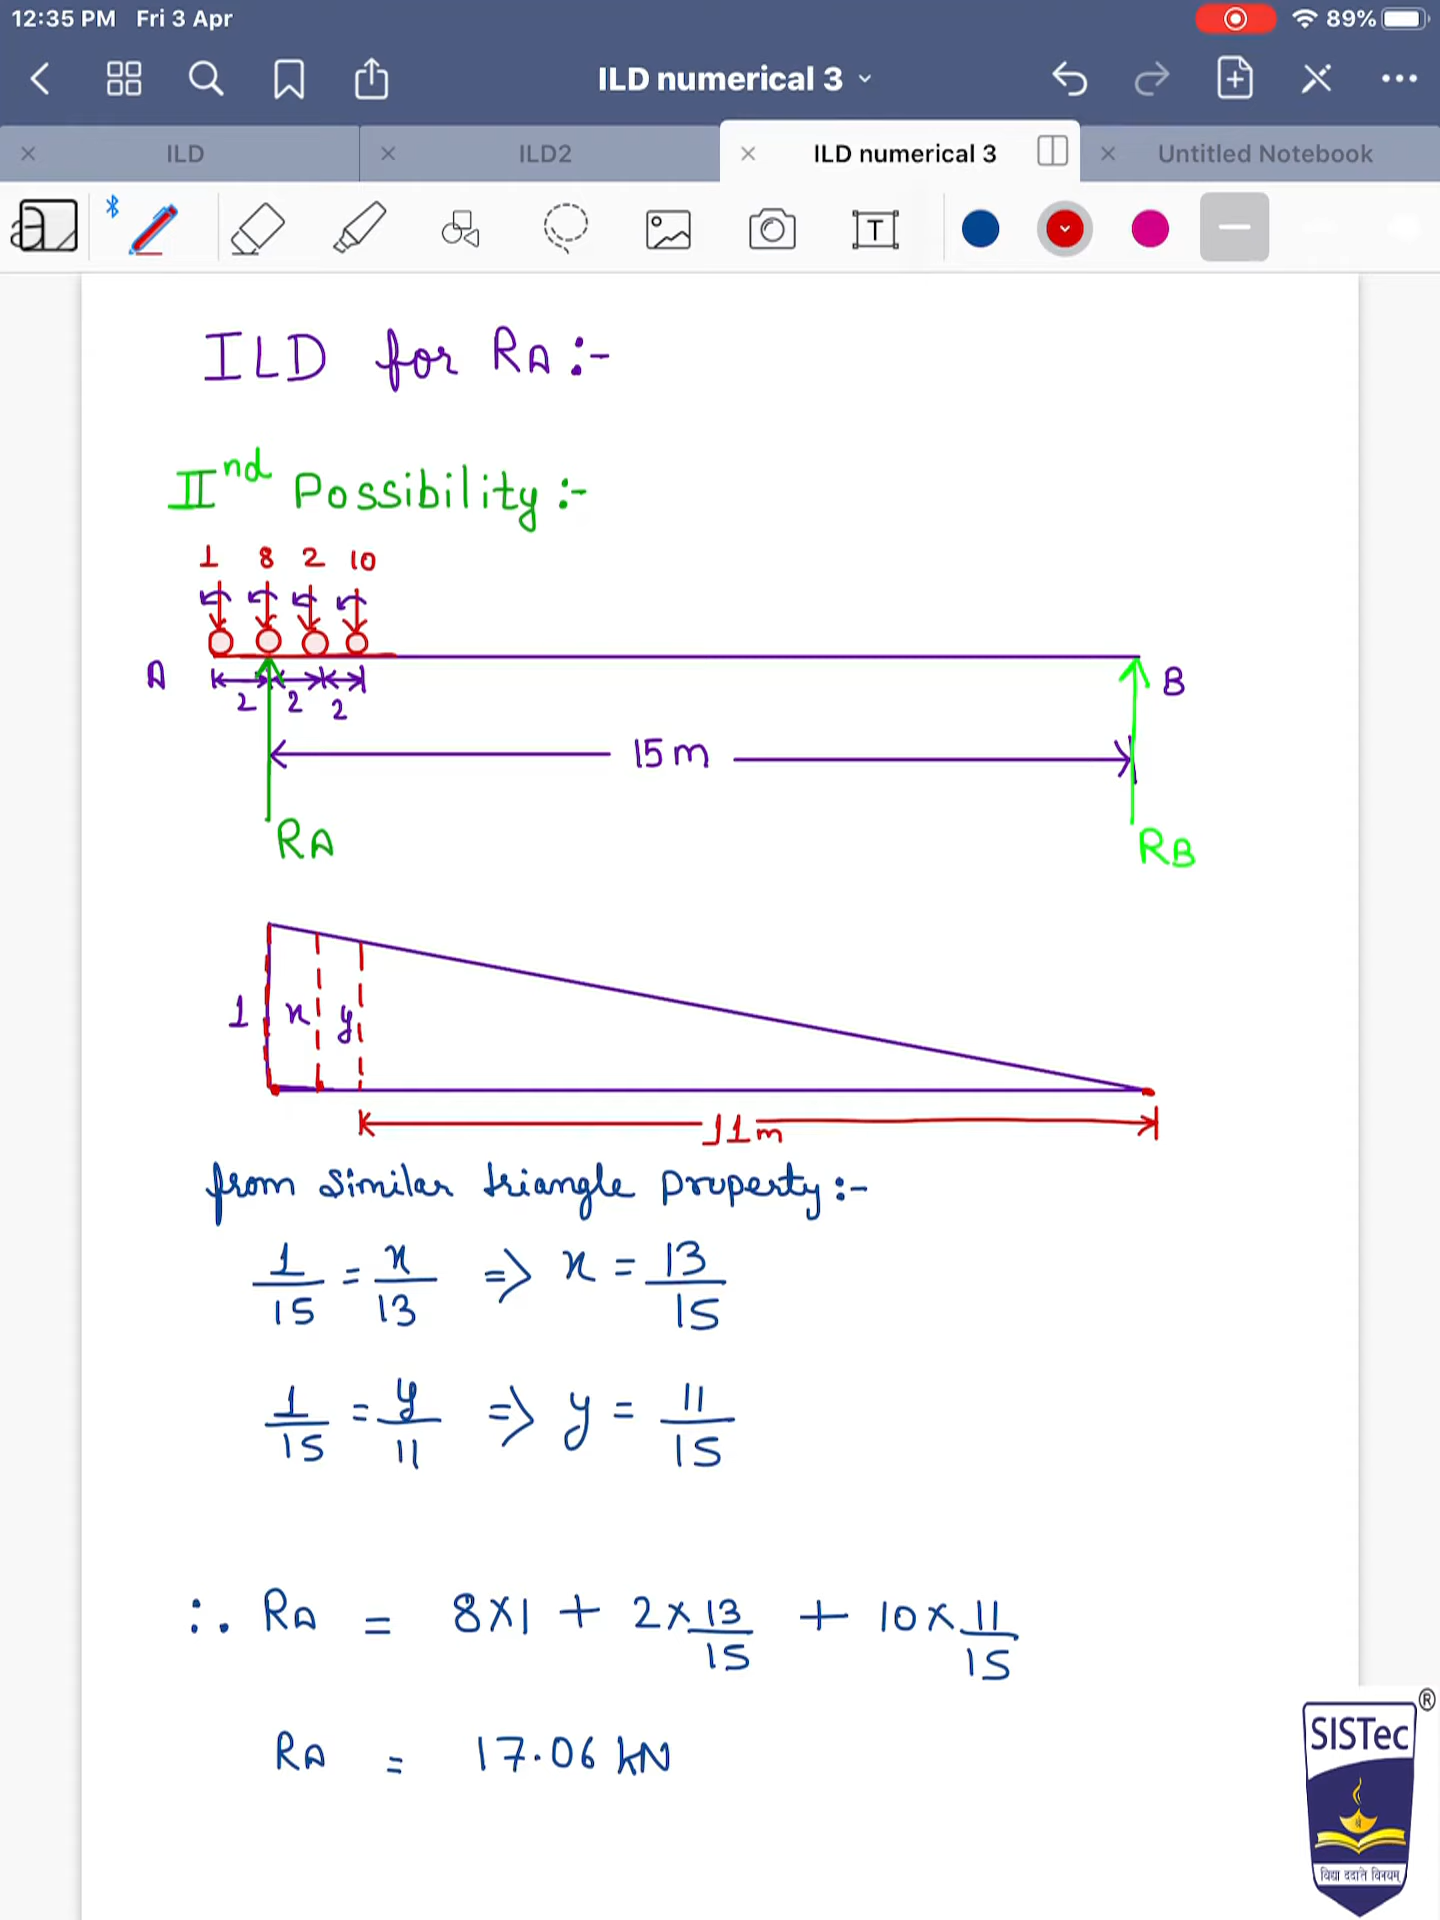 12:35 PM Fri 3 Apr 89%
ILD numerical 3
ILD ILD2 ILD numerical 3 Untitled Notebook
T
ILD for RA :-
IInd Possibility :-
1 8 2 10
A B
2 2 2
15 m
RA RB
1 x y
11m
from similar triangle property :-
1/15 = x/13 => x = 13/15
1/15 = y/11 => y = 11/15
∴ RA = 8×1 + 2×13/15 + 10×11/15
RA = 17.06 kN
®
SISTec
विद्या ददाति विनयम्